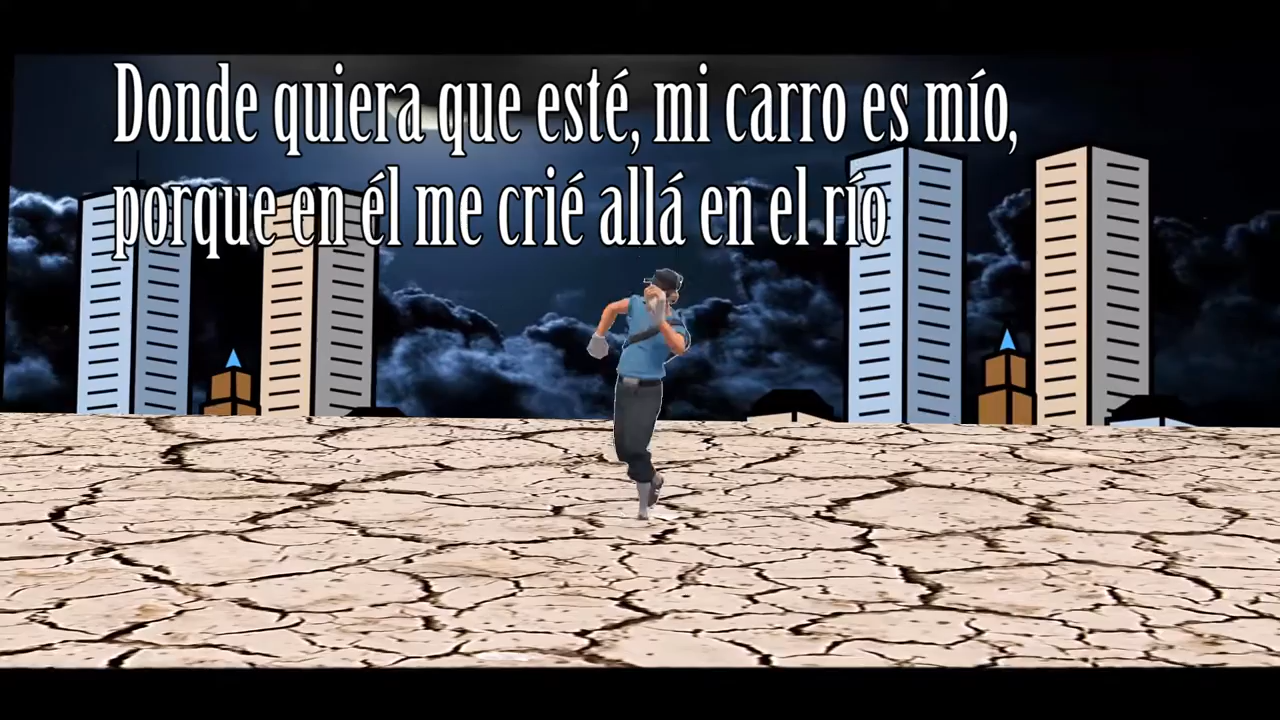 Donde quiera que esté, mi carro es mío,
porque en él me crié allá en el río